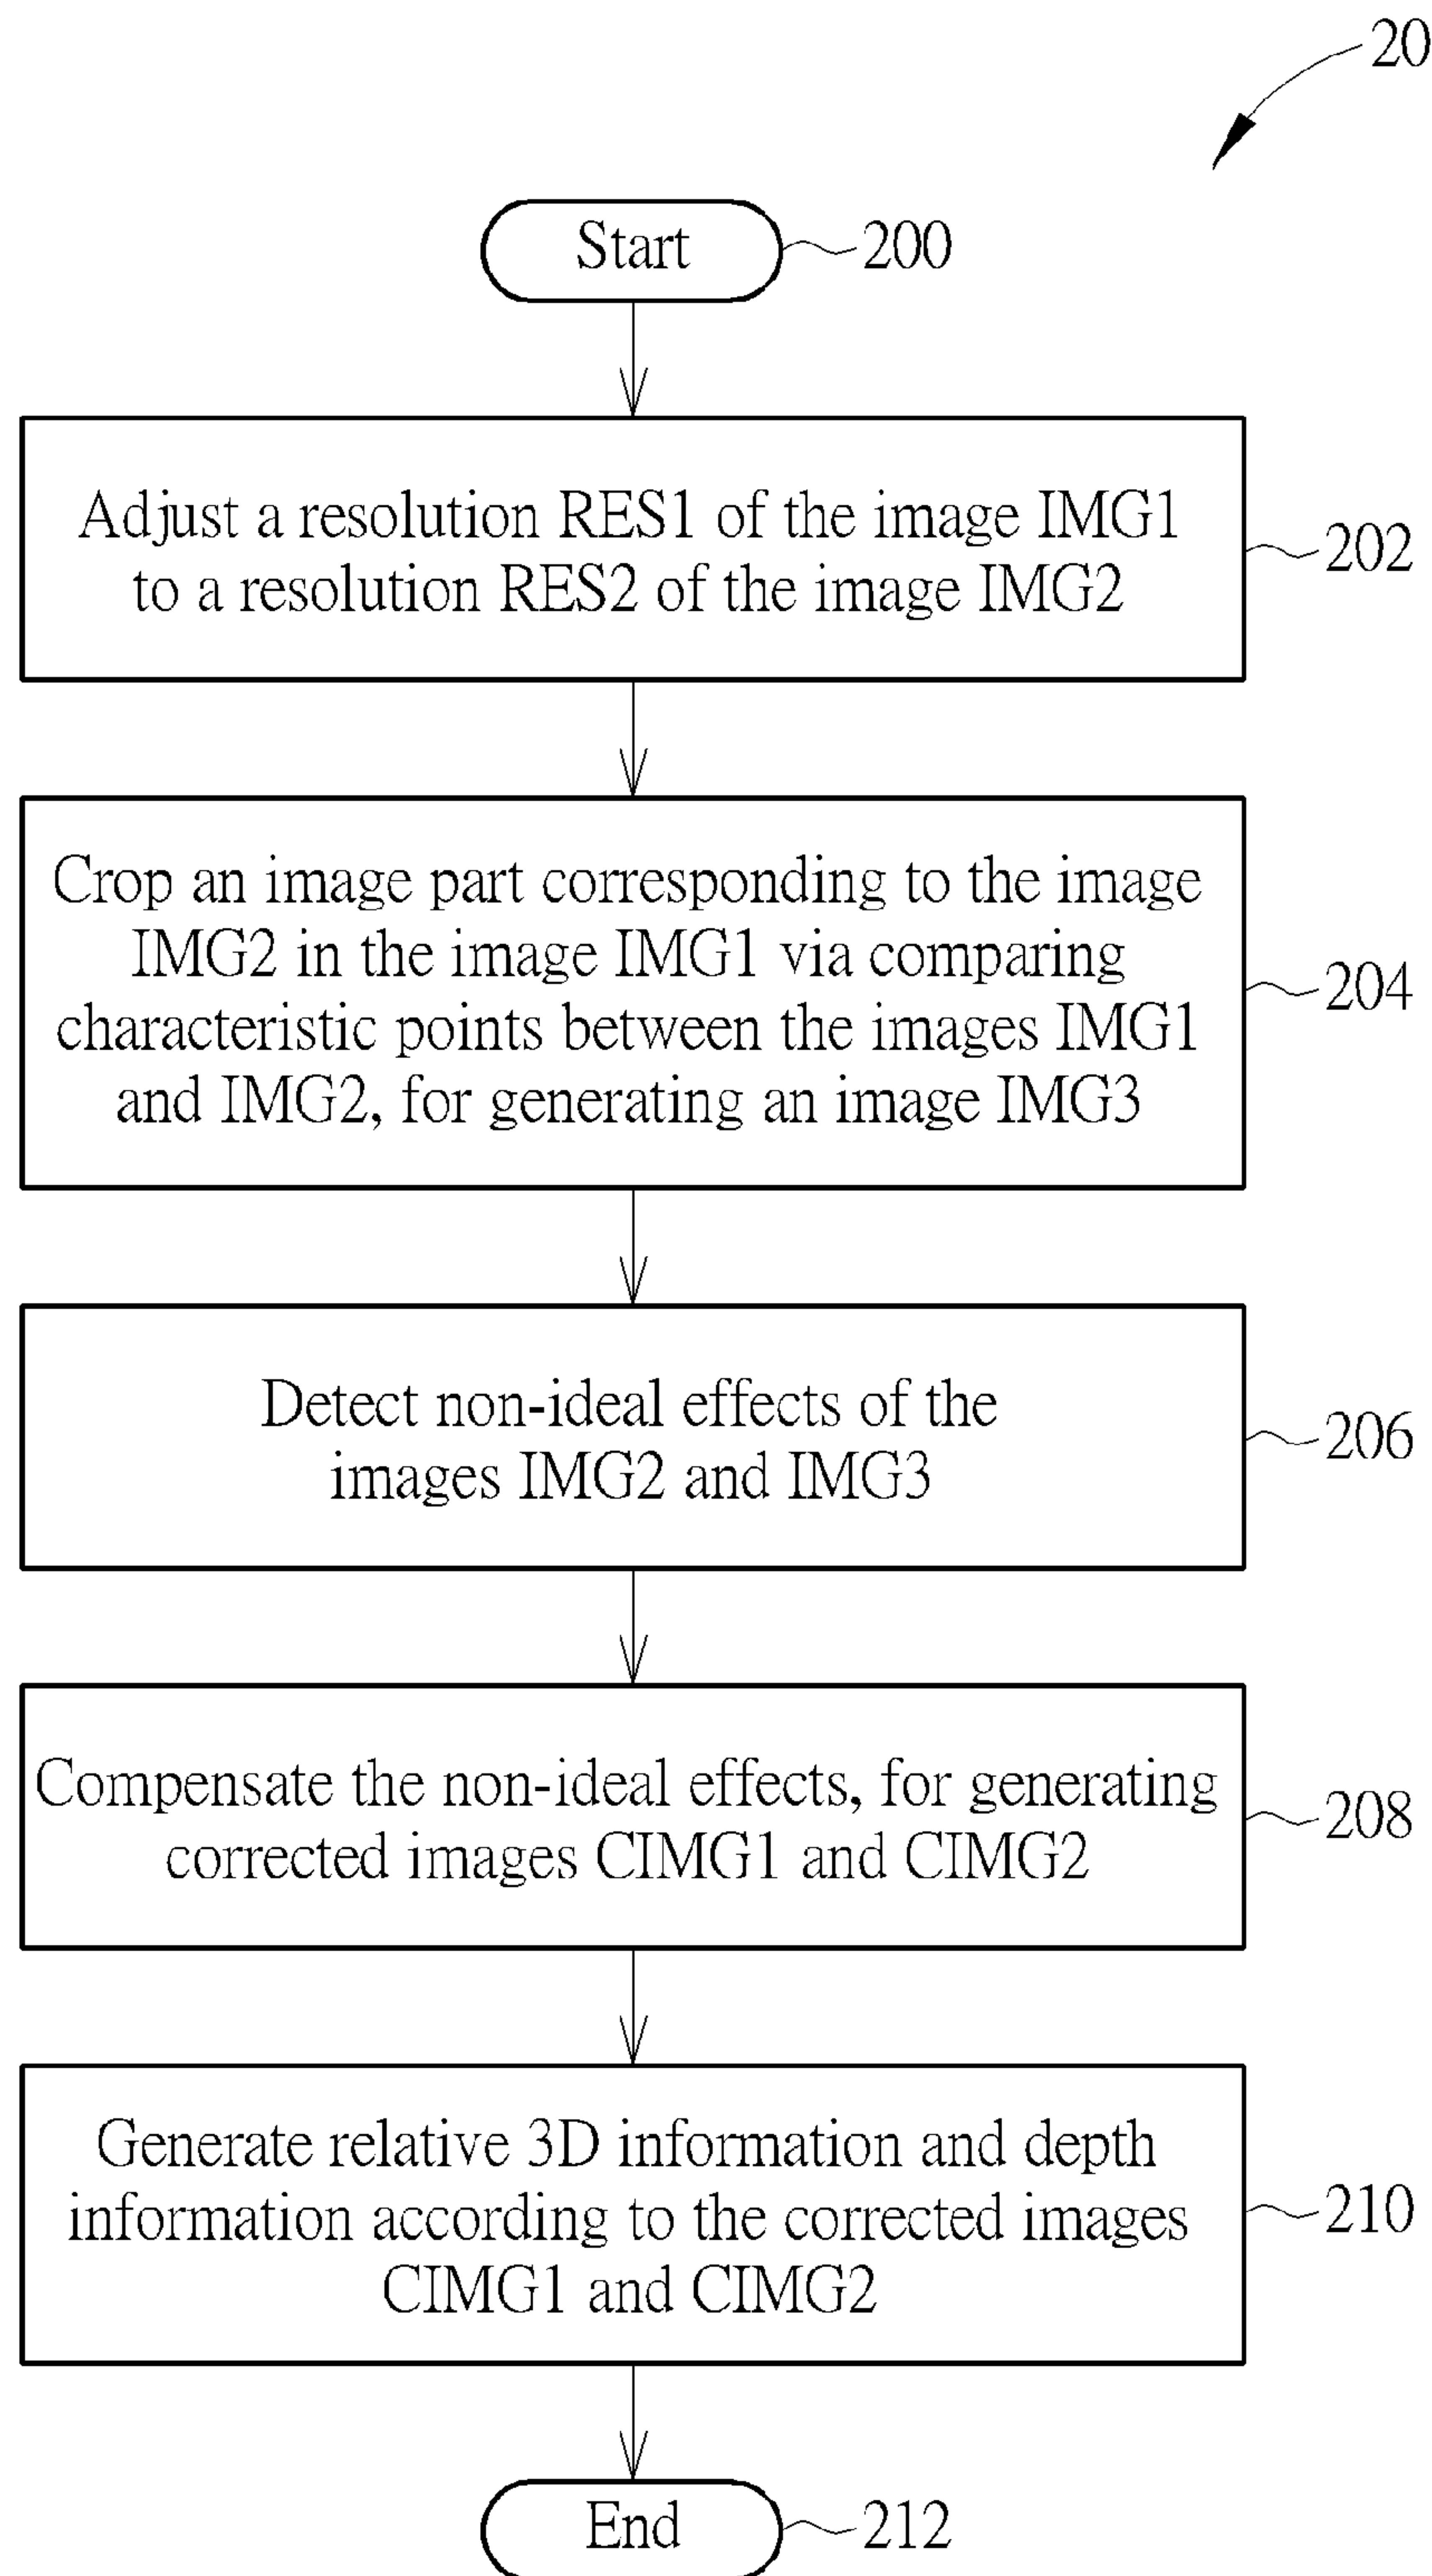 20
Start
200
Adjust a resolution RES1 of the image IMG1
to a resolution RES2 of the image IMG2
202
Crop an image part corresponding to the image
IMG2 in the image IMG1 via comparing
characteristic points between the images IMG1
and IMG2, for generating an image IMG3
204
Detect non-ideal effects of the
images IMG2 and IMG3
206
Compensate the non-ideal effects, for generating
corrected images CIMG1 and CIMG2
208
Generate relative 3D information and depth
information according to the corrected images
CIMG1 and CIMG2
210
End
212